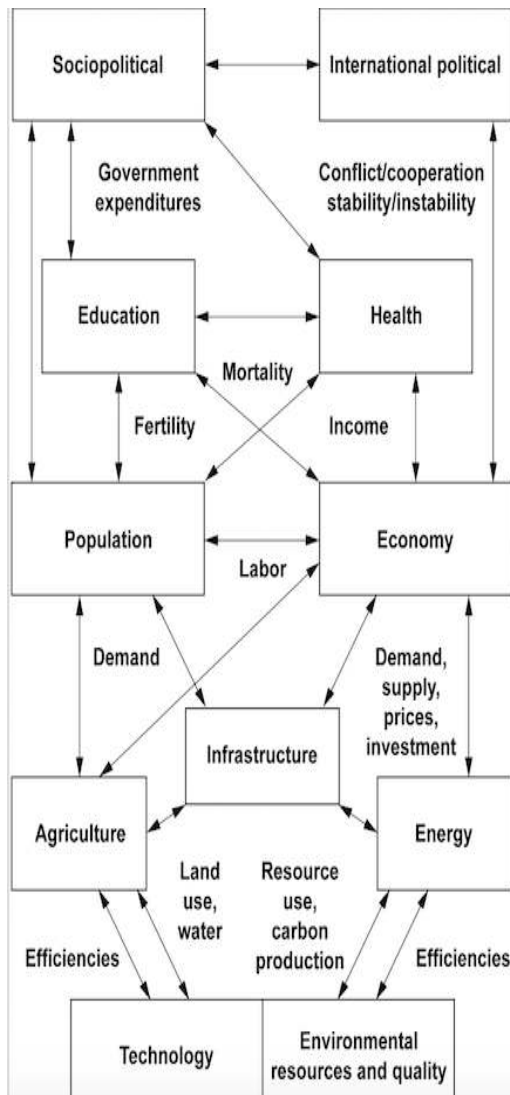 Sociopolitical
International political
Government
expenditures
Conflict/cooperation
stability/instability
Education
Health
Mortality
Fertility
Income
Population
Economy
Labor
Demand
Demand,
supply,
prices,
investment
Infrastructure
Agriculture
Energy
Land
use,
water
Resource
use,
carbon
production
Efficiencies
Efficiencies
Technology
Environmental
resources and quality